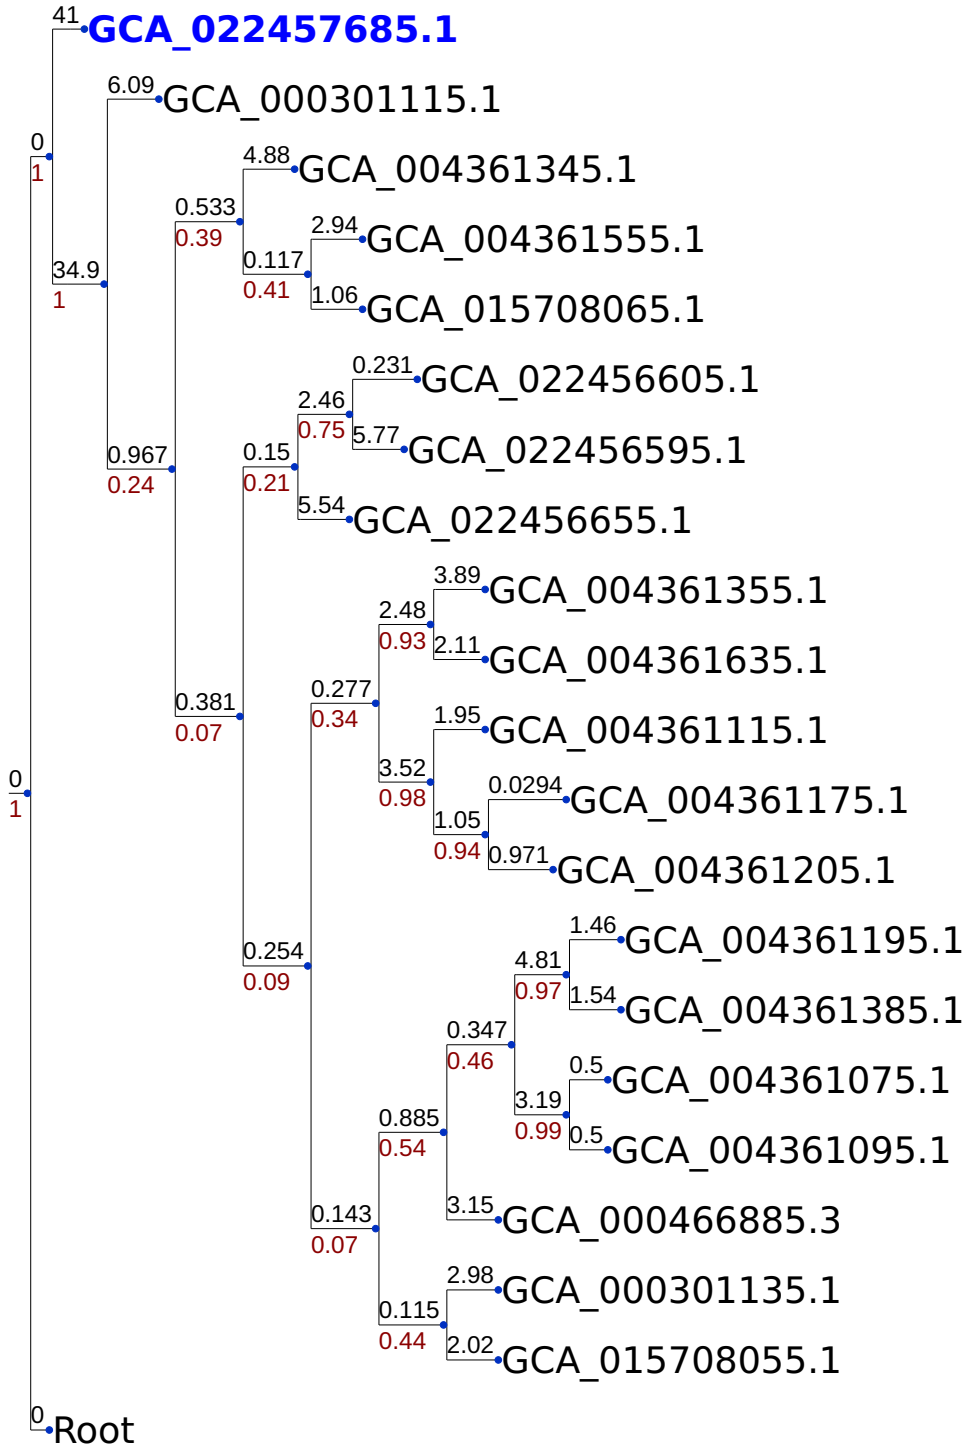 41
GCA_022457685.1
6.09
GCA_000301115.1
0
1
4.88
GCA_004361345.1
0.533
0.39
2.94
GCA_004361555.1
0.117
0.41
34.9
1
1.06
GCA_015708065.1
0.231
GCA_022456605.1
2.46
0.75
5.77
GCA_022456595.1
0.967
0.24
0.15
0.21
5.54
GCA_022456655.1
3.89
GCA_004361355.1
2.48
0.93
2.11
GCA_004361635.1
0.277
0.34
0.381
0.07
1.95
GCA_004361115.1
3.52
0.98
0
1
0.0294
GCA_004361175.1
1.05
0.94
0.971
GCA_004361205.1
1.46
GCA_004361195.1
0.254
0.09
4.81
0.97
1.54
GCA_004361385.1
0.347
0.46
0.5
GCA_004361075.1
3.19
0.99
0.885
0.54
0.5
GCA_004361095.1
3.15
GCA_000466885.3
0.143
0.07
2.98
GCA_000301135.1
0.115
0.44
2.02
GCA_015708055.1
0
Root